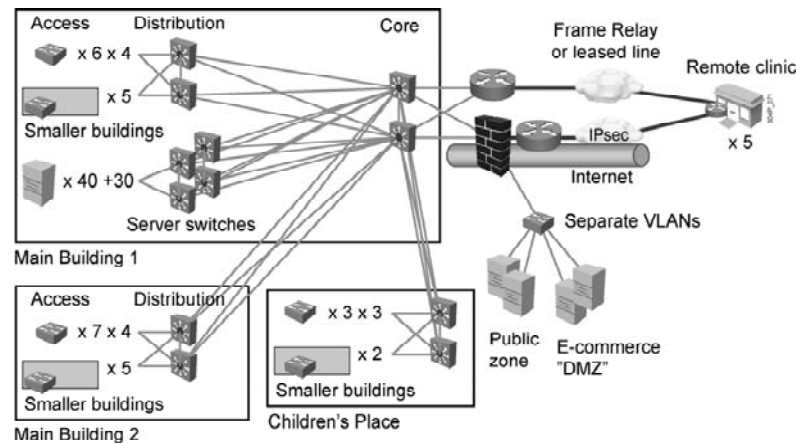 Access
Distribution
Core
x 6 x 4
x 5
Smaller buildings
x 40 +30
Server switches
Main Building 1
Frame Relay
or leased line
Remote clinic
x 5
IPsec
Internet
Separate VLANs
Public
zone
E-commerce
"DMZ"
Access
Distribution
x 7 x 4
x 5
Smaller buildings
Main Building 2
x 3 x 3
x 2
Smaller buildings
Children's Place